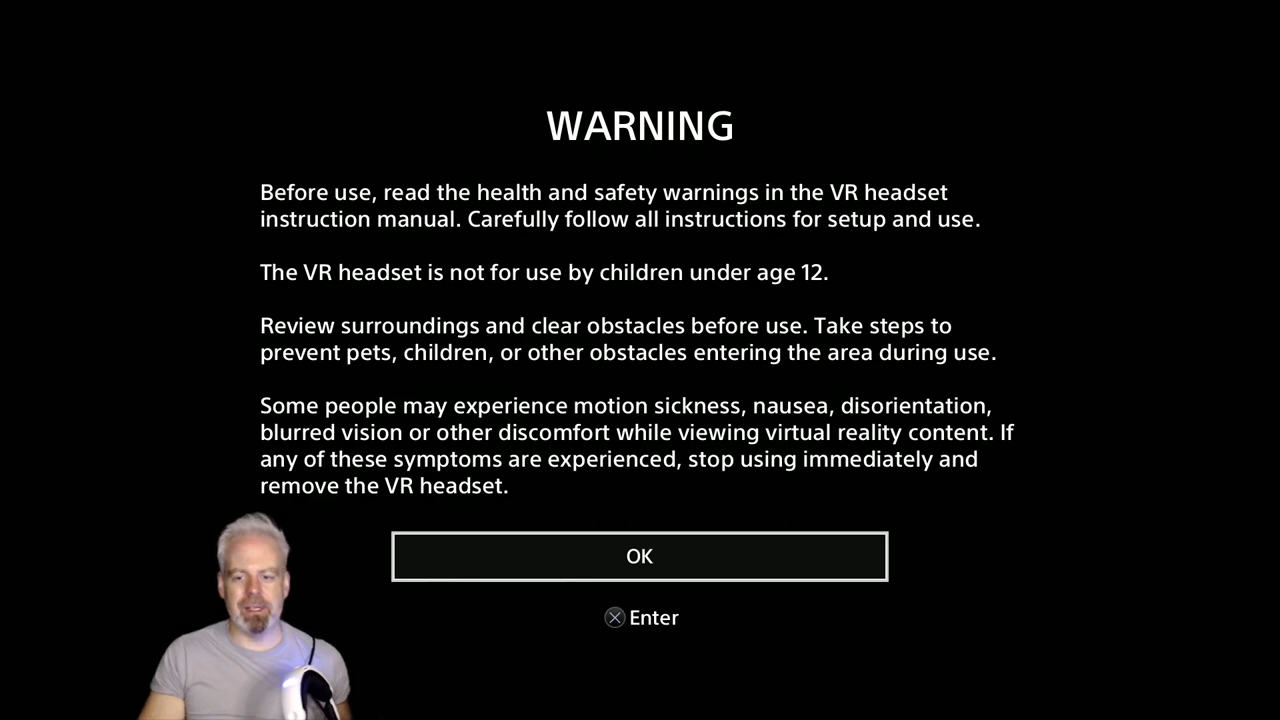 WARNING
Before use, read the health and safety warnings in the VR headset
instruction manual. Carefully follow all instructions for setup and use.
The VR headset is not for use by children under age 12.
Review surroundings and clear obstacles before use. Take steps to
prevent pets, children, or other obstacles entering the area during use.
Some people may experience motion sickness, nausea, disorientation,
blurred vision or other discomfort while viewing virtual reality content. If
any of these symptoms are experienced, stop using immediately and
remove the VR headset.
OK
Enter